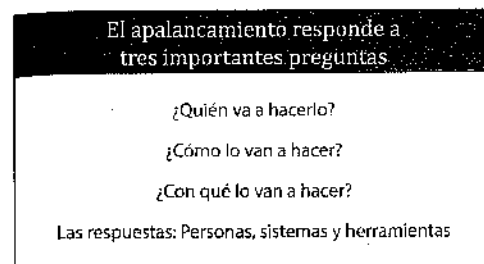 El apalancamiento responde a
tres importantes preguntas
¿Quién va a hacerlo?
¿Cómo lo van a hacer?
¿Con qué lo van a hacer?
Las respuestas: Personas, sistemas y herramientas